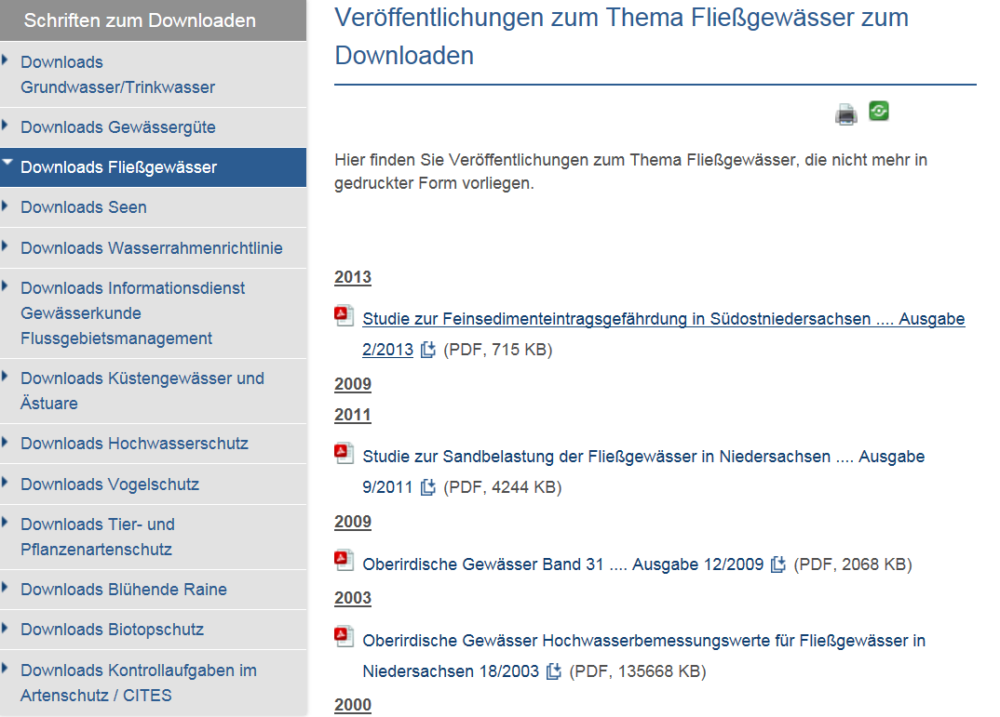 Schriften zum Downloaden
Downloads
Grundwasser/Trinkwasser
Downloads Gewässergüte
Downloads Fließgewässer
Downloads Seen
Downloads Wasserrahmenrichtlinie
Downloads Informationsdienst
Gewässerkunde
Flussgebietsmanagement
Downloads Küstengewässer und
Ästuare
Downloads Hochwasserschutz
Downloads Vogelschutz
Downloads Tier- und
Pflanzenartenschutz
Downloads Blühende Raine
Downloads Biotopschutz
Downloads Kontrollaufgaben im
Artenschutz / CITES
Veröffentlichungen zum Thema Fließgewässer zum
Downloaden
Hier finden Sie Veröffentlichungen zum Thema Fließgewässer, die nicht mehr in
gedruckter Form vorliegen.
2013
Studie zur Feinsedimenteintragsgefährdung in Südostniedersachsen .... Ausgabe
2/2013 (PDF, 715 KB)
2009
2011
Studie zur Sandbelastung der Fließgewässer in Niedersachsen .... Ausgabe
9/2011 (PDF, 4244 KB)
2009
Oberirdische Gewässer Band 31 .... Ausgabe 12/2009 (PDF, 2068 KB)
2003
Oberirdische Gewässer Hochwasserbemessungswerte für Fließgewässer in
Niedersachsen 18/2003 (PDF, 135668 KB)
2000